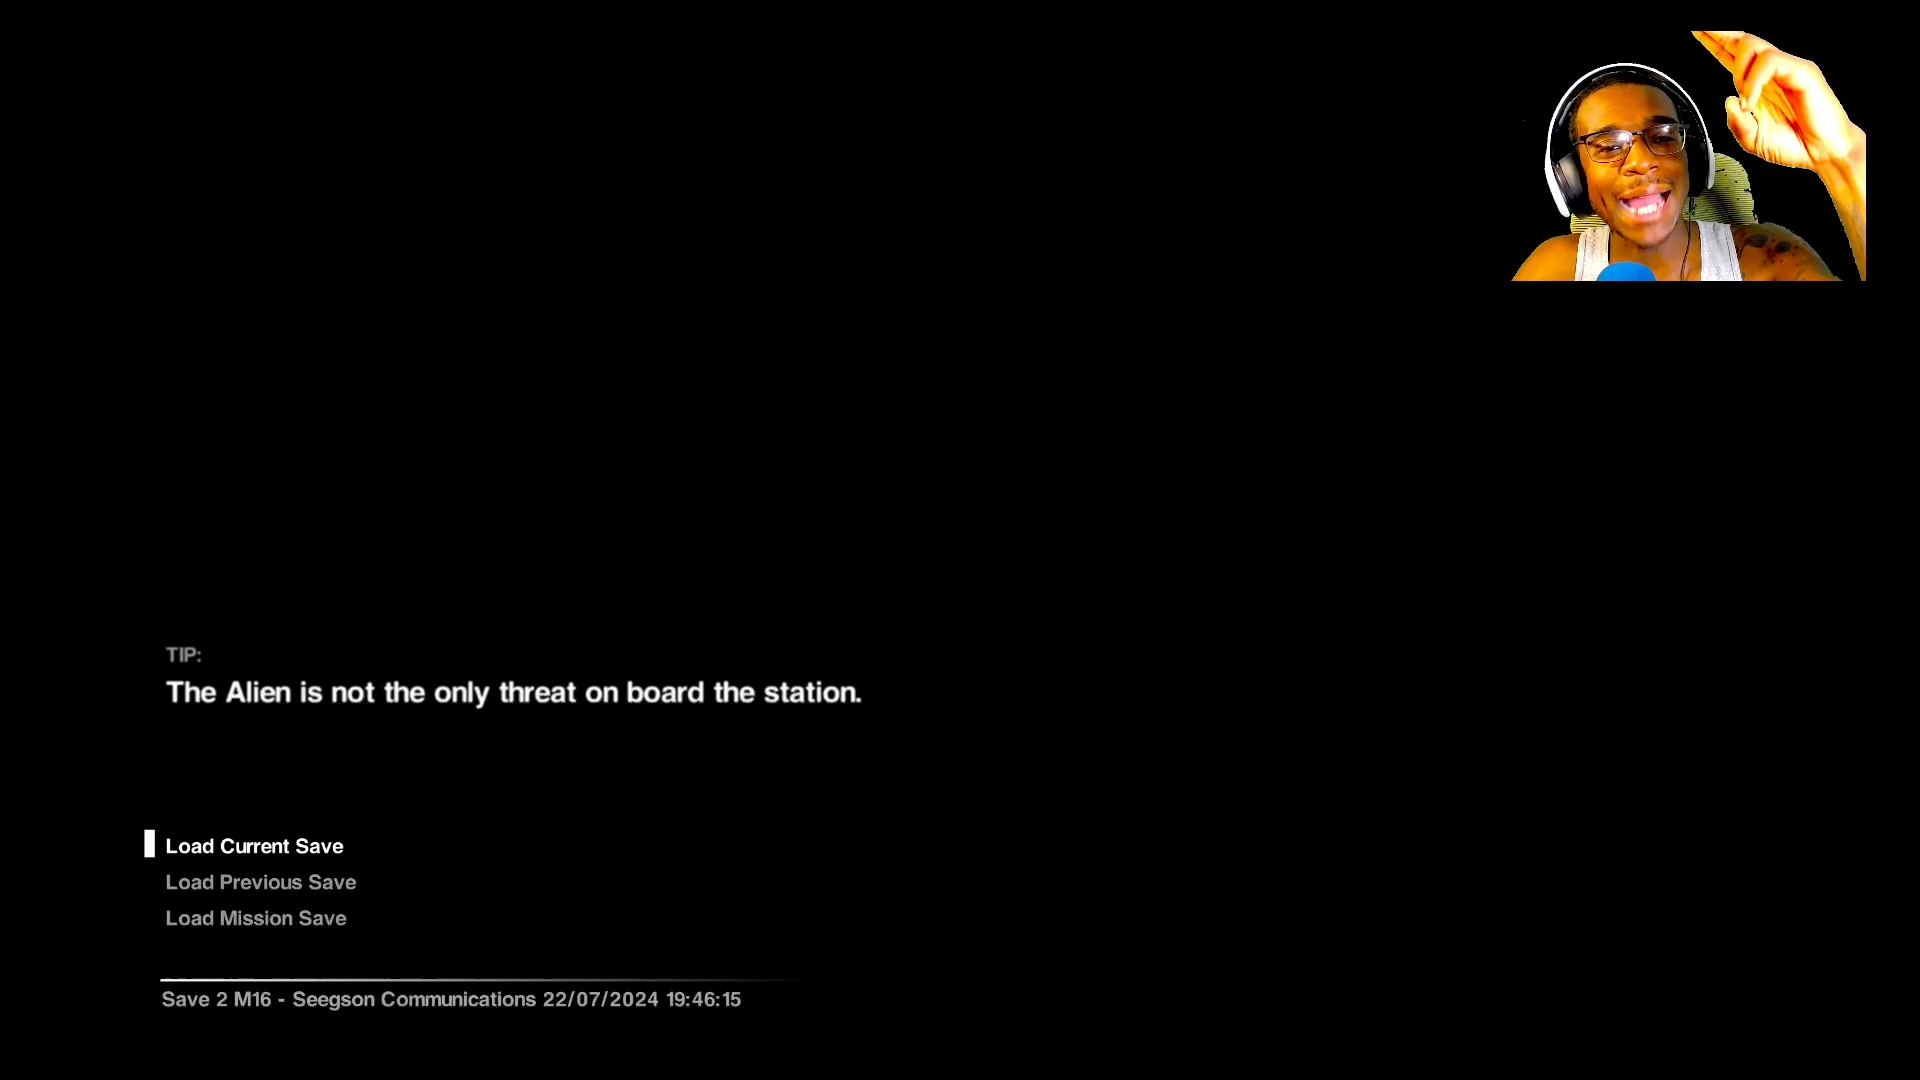 TIP:
The Alien is not the only threat on board the station.
Load Current Save
Load Previous Save
Load Mission Save
Save 2 M16 - Seegson Communications 22/07/2024 19:46:15